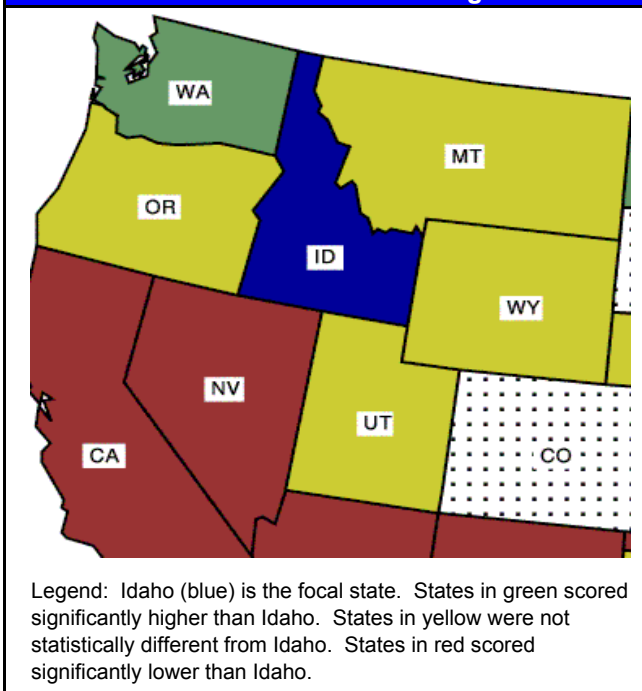 WA
MT
OR
ID
WY
NV
UT
CA
CO
Legend: Idaho (blue) is the focal state. States in green scored
significantly higher than Idaho. States in yellow were not
statistically different from Idaho. States in red scored
significantly lower than Idaho.